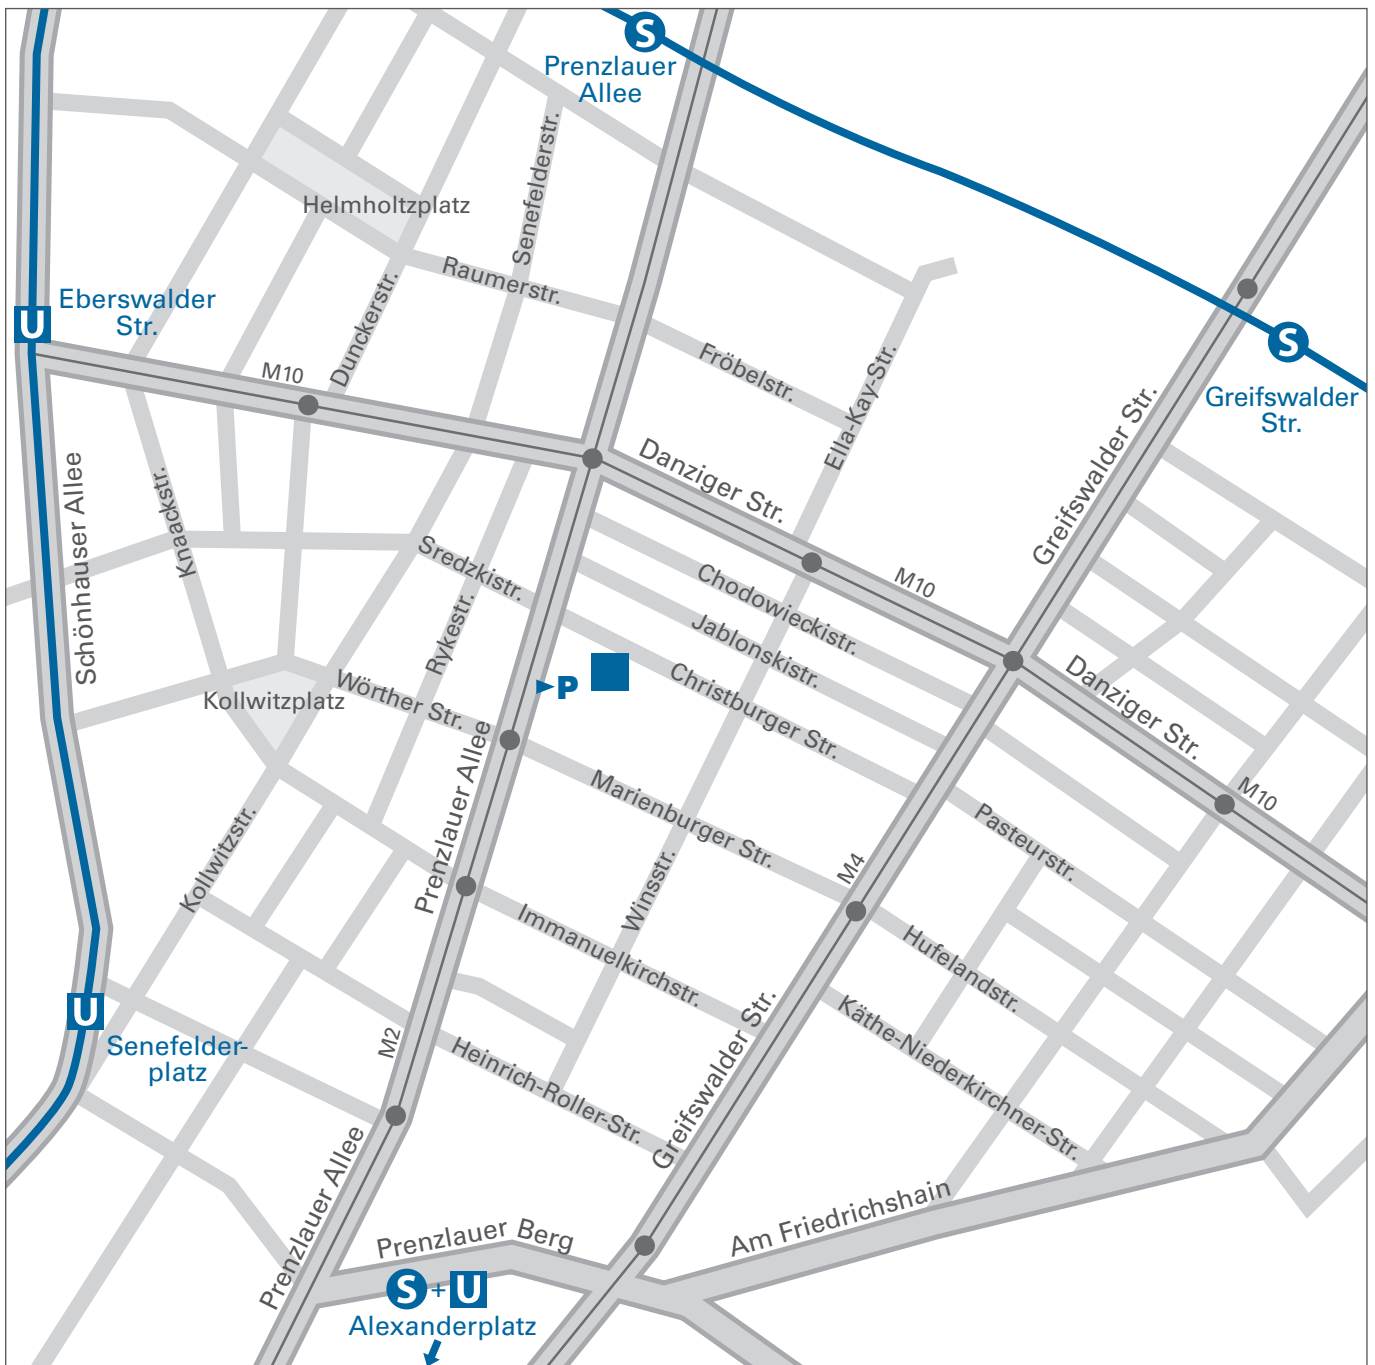 S
Prenzlauer
Allee
Senefelderstr.
Helmholtzplatz
Raumerstr.
Eberswalder
Str.
U
Dunckerstr.
M10
S
Greifswalder
Str.
Fröbelstr.
Ella-Kay-Str.
Greifswalder Str.
Danziger Str.
M10
Schönhauser Allee
Knaackstr.
Sredzkistr.
Rykestr.
Chodowieckistr.
Jablonskistr.
Christburger Str.
P
Kollwitzplatz
Wörther Str.
Danziger Str.
M10
Prenzlauer Allee
Marienburger Str.
Pasteurstr.
Kollwitzstr.
M4
Winsstr.
Immanuelkirchstr.
Hufelandstr.
Käthe-Niederkirchner-Str.
U
Senefelder-
platz
M2
Heinrich-Roller-Str.
Greifswalder Str.
Prenzlauer Allee
Prenzlauer Berg
Am Friedrichshain
S+U
Alexanderplatz